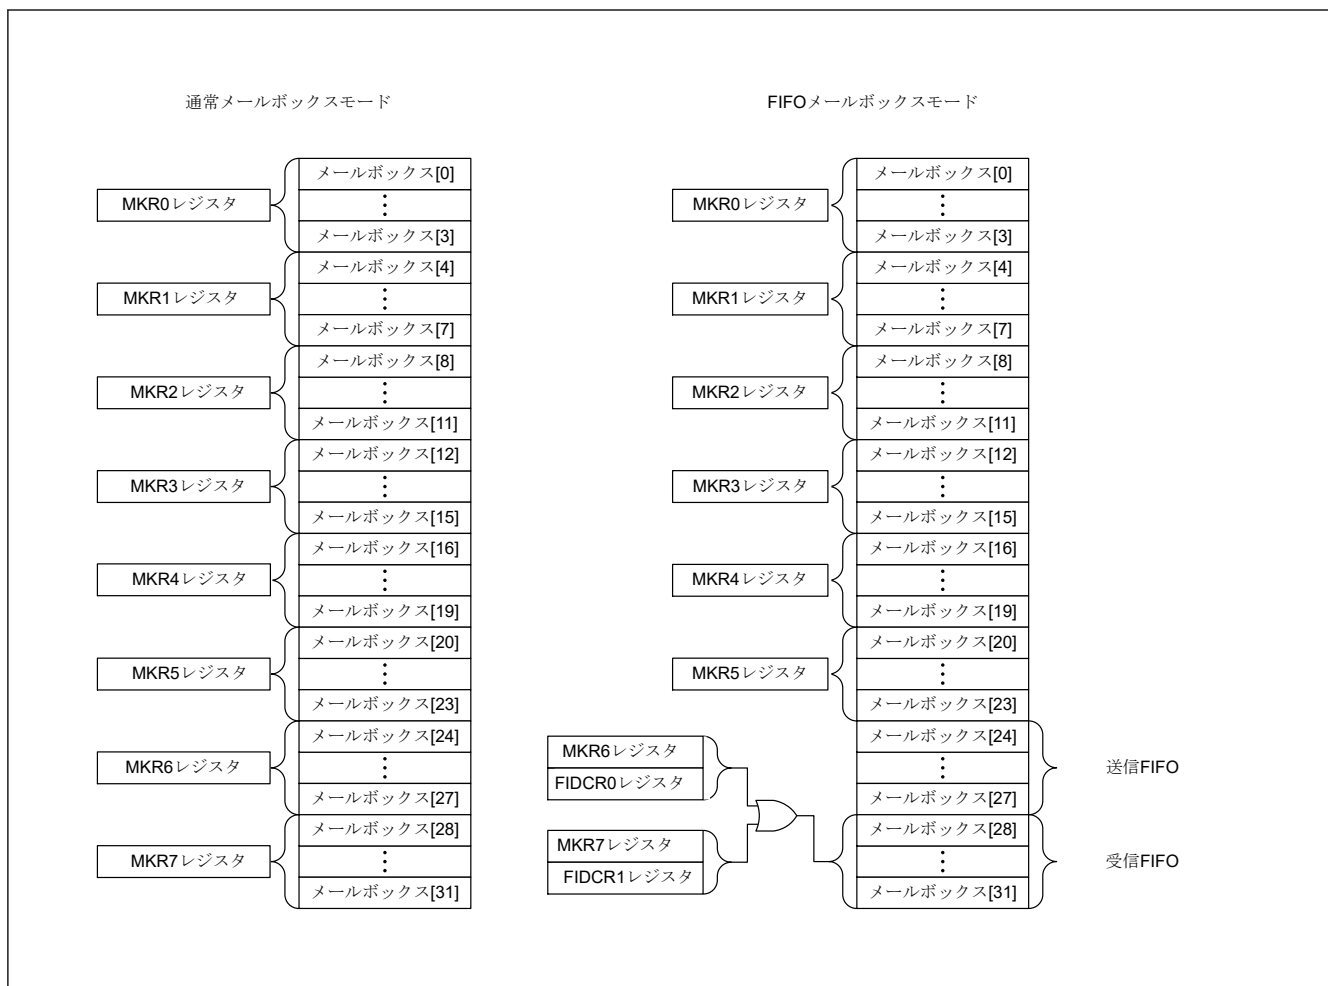 通常メールボックスモード
メールボックス[0]
MKR0レジスタ
メールボックス[3]
メールボックス[4]
MKR1レジスタ
メールボックス[7]
メールボックス[8]
MKR2レジスタ
メールボックス[11]
メールボックス[12]
MKR3レジスタ
メールボックス[15]
メールボックス[16]
MKR4レジスタ
メールボックス[19]
メールボックス[20]
MKR5レジスタ
メールボックス[23]
メールボックス[24]
MKR6レジスタ
メールボックス[27]
メールボックス[28]
MKR7レジスタ
メールボックス[31]
FIFOメールボックスモード
メールボックス[0]
MKR0レジスタ
メールボックス[3]
メールボックス[4]
MKR1レジスタ
メールボックス[7]
メールボックス[8]
MKR2レジスタ
メールボックス[11]
メールボックス[12]
MKR3レジスタ
メールボックス[15]
メールボックス[16]
MKR4レジスタ
メールボックス[19]
メールボックス[20]
MKR5レジスタ
メールボックス[23]
メールボックス[24]
MKR6レジスタ
FIDCR0レジスタ
送信FIFO
メールボックス[27]
メールボックス[28]
MKR7レジスタ
FIDCR1レジスタ
受信FIFO
メールボックス[31]